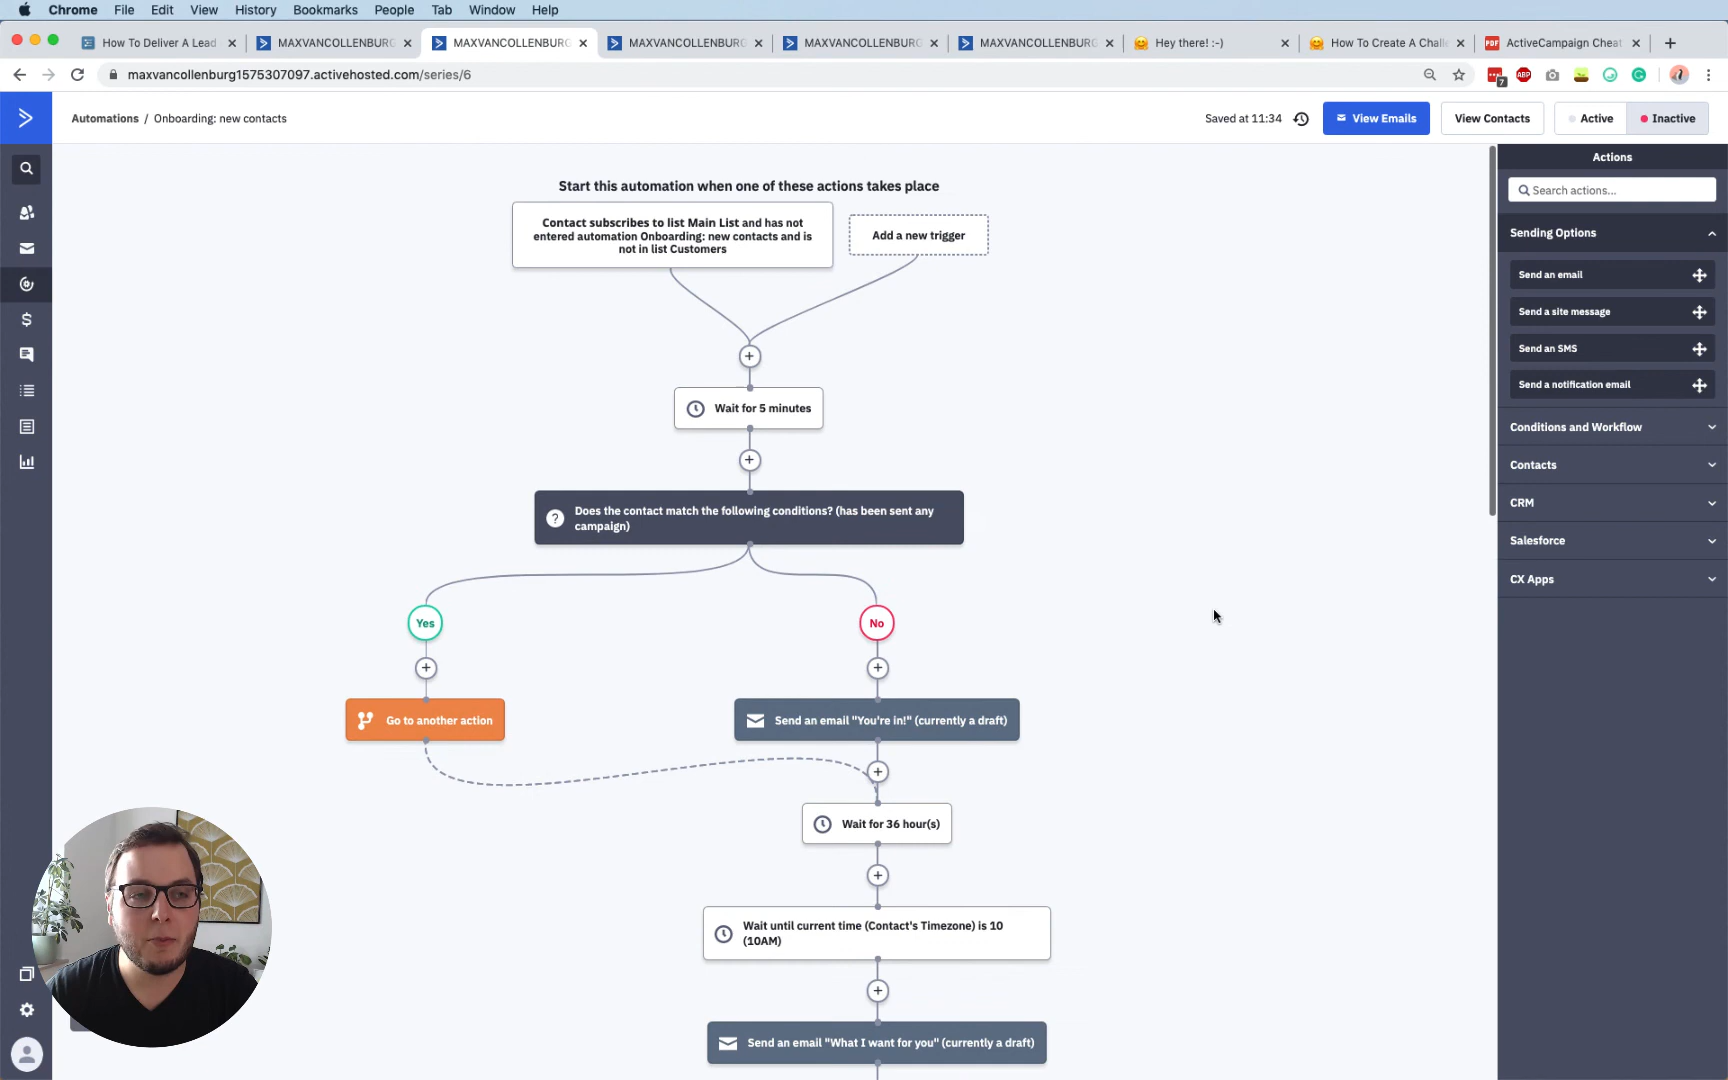 Chrome File Edit View History Bookmarks People Tab Window Help
How To Deliver A Lead
MAXVANCOLLENBURG
MAXVANCOLLENBURG
MAXVANCOLLENBURG
MAXVANCOLLENBURG
MAXVANCOLLENBURG
Hey there! :-)
How To Create A Chall
PDF ActiveCampaign Cheat
maxvancollenburg1575307097.activehosted.com/series/6
7 ABP
Automations / Onboarding: new contacts
Saved at 11:34
View Emails
View Contacts
Active
Inactive
Start this automation when one of these actions takes place
Contact subscribes to list Main List and has not
entered automation Onboarding: new contacts and is
not in list Customers
Add a new trigger
Wait for 5 minutes
Does the contact match the following conditions? (has been sent any
campaign)
Yes
No
Go to another action
Send an email "You're in!" (currently a draft)
Wait for 36 hour(s)
Wait until current time (Contact's Timezone) is 10
(10AM)
Send an email "What I want for you" (currently a draft)
Actions
Search actions...
Sending Options
Send an email
Send a site message
Send an SMS
Send a notification email
Conditions and Workflow
Contacts
CRM
Salesforce
CX Apps